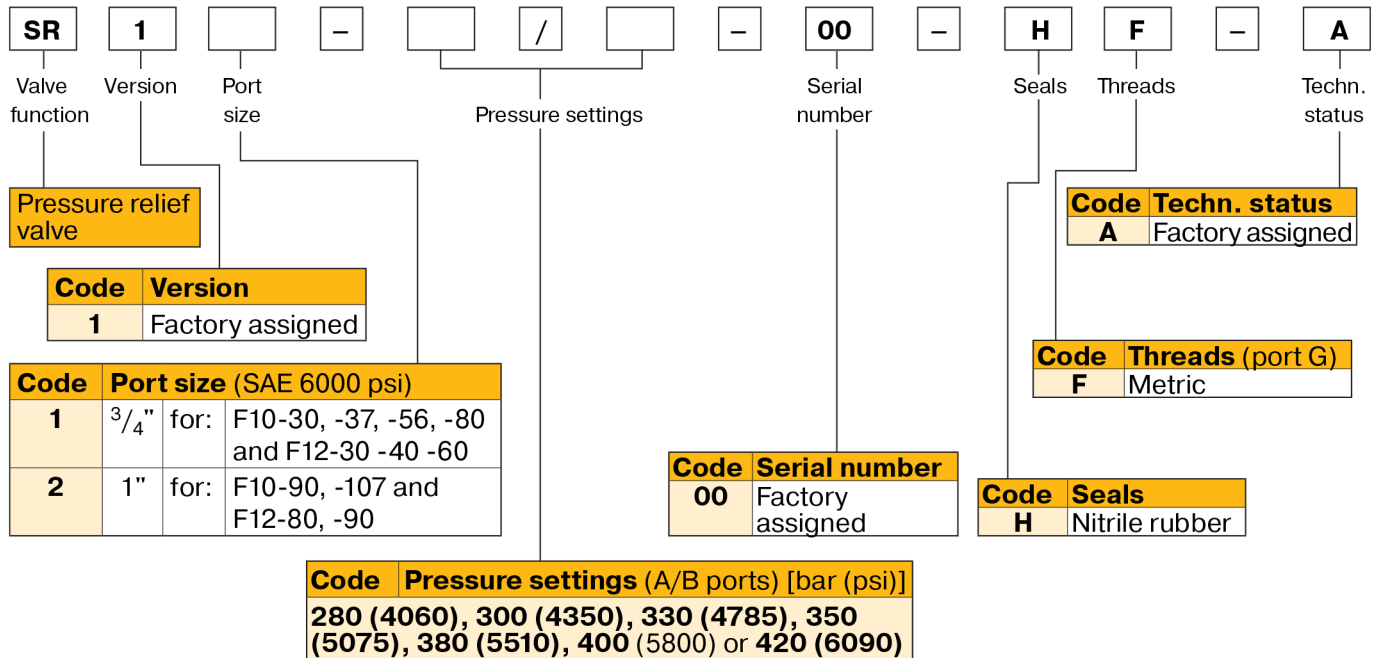 SR 1 – / – 00 – H F – A
Valve function
Version
Port size
Pressure settings
Serial number
Seals
Threads
Techn. status
Pressure relief
valve
Code Techn. status
A Factory assigned
Code Version
1 Factory assigned
Code Threads (port G)
F Metric
Code Port size (SAE 6000 psi)
1 3/4" for: F10-30, -37, -56, -80
and F12-30 -40 -60
2 1" for: F10-90, -107 and
F12-80, -90
Code Serial number
00 Factory
assigned
Code Seals
H Nitrile rubber
Code Pressure settings (A/B ports) [bar (psi)]
280 (4060), 300 (4350), 330 (4785), 350
(5075), 380 (5510), 400 (5800) or 420 (6090)